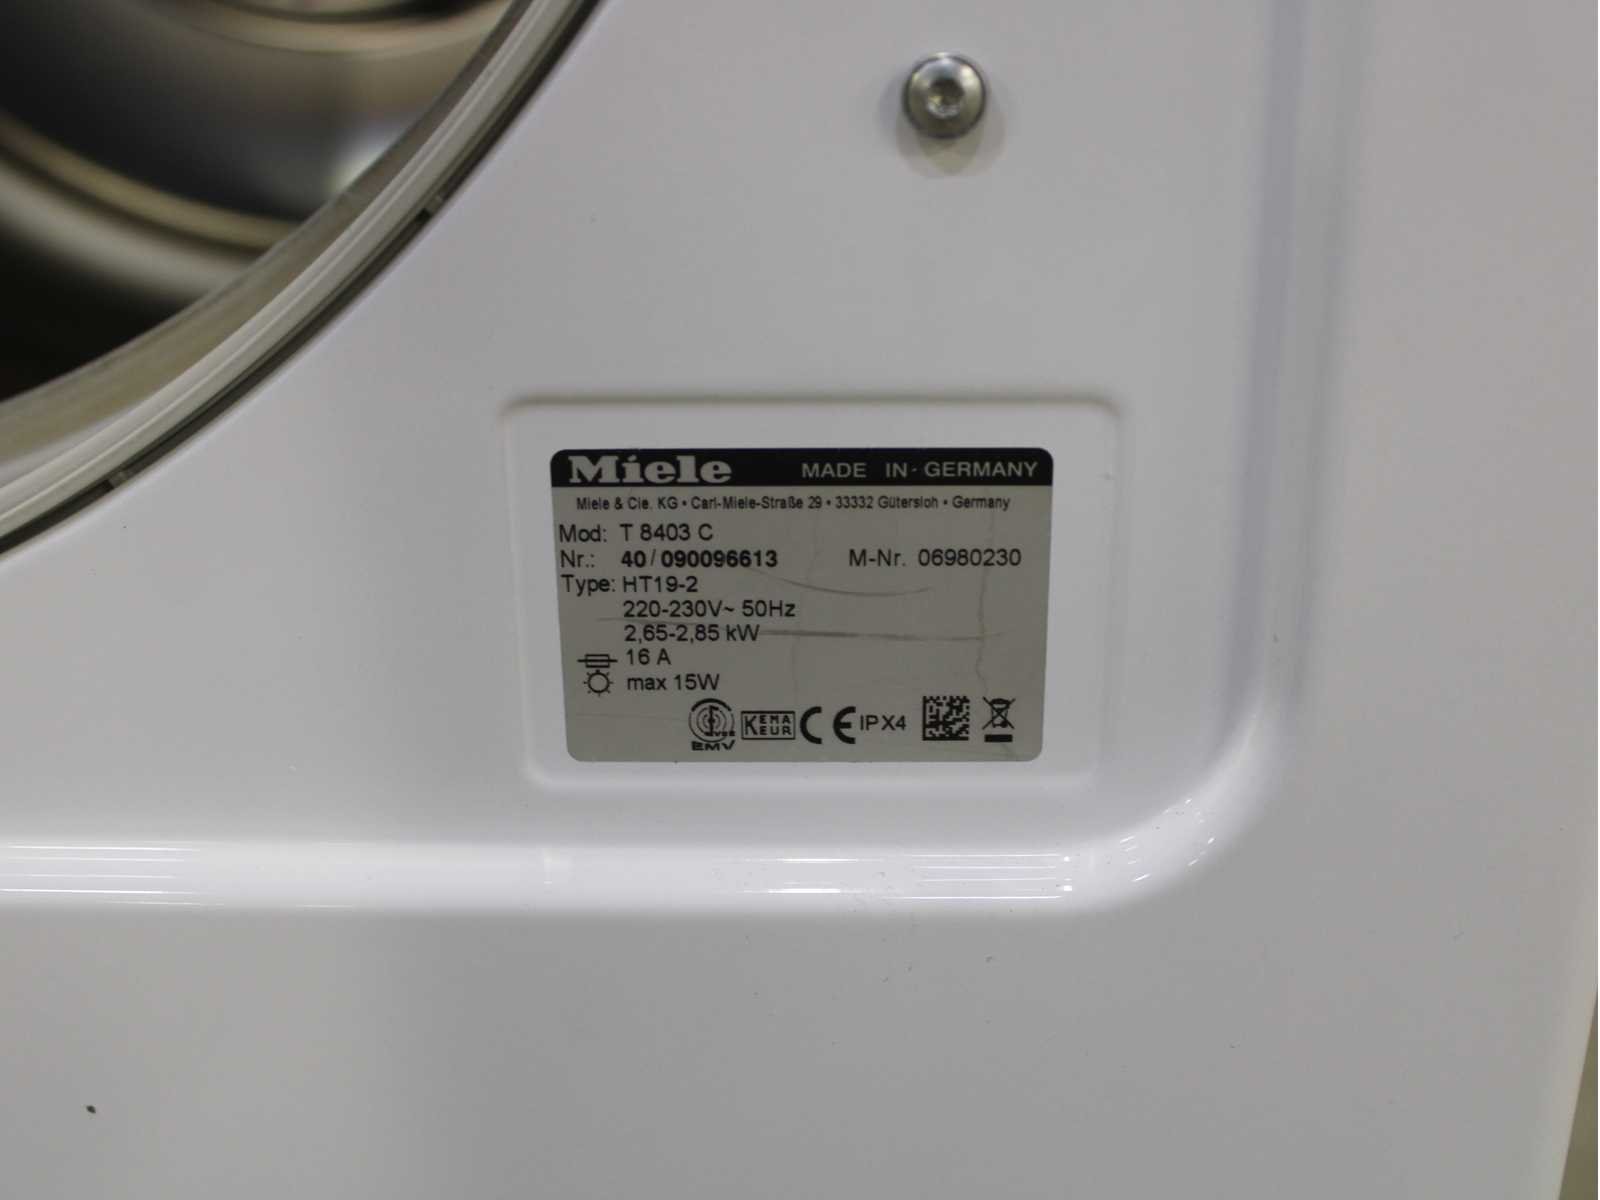 Miele MADE IN GERMANY
Miele & Cie. KG • Carl-Miele-Straße 29 • 33332 Gütersloh • Germany
Mod: T 8403 C
Nr.: 40/090096613 M-Nr. 06980230
Type: HT19-2
220-230V~ 50Hz
2,65-2,85 kW
16 A
max 15W
VDE EMV KEMA KEUR CE IPX4